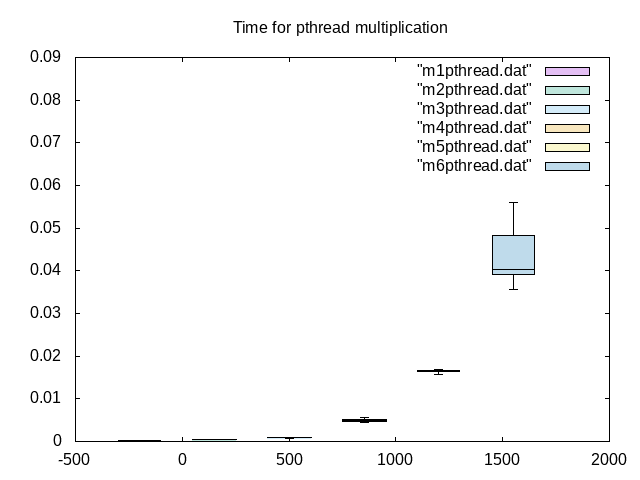 Time for pthread multiplication
0.09
0.08
0.07
0.06
0.05
0.04
0.03
0.02
0.01
0
-500
0
500
1000
1500
2000
"m1pthread.dat"
"m2pthread.dat"
"m3pthread.dat"
"m4pthread.dat"
"m5pthread.dat"
"m6pthread.dat"